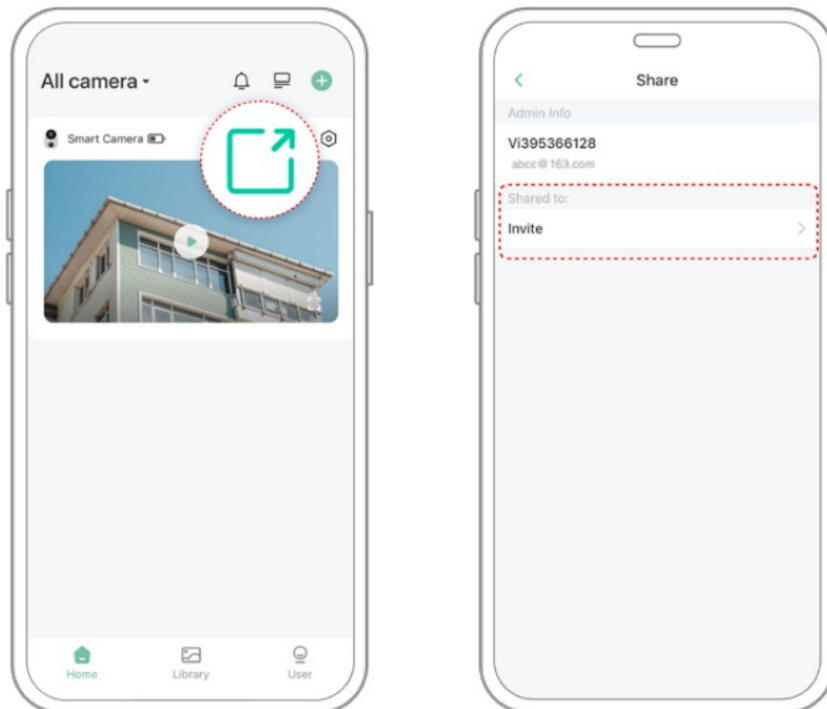 All camera
Smart Camera
Home
Library
User
Share
Admin Info
Vi395366128
abcc@163.com
Shared to:
Invite